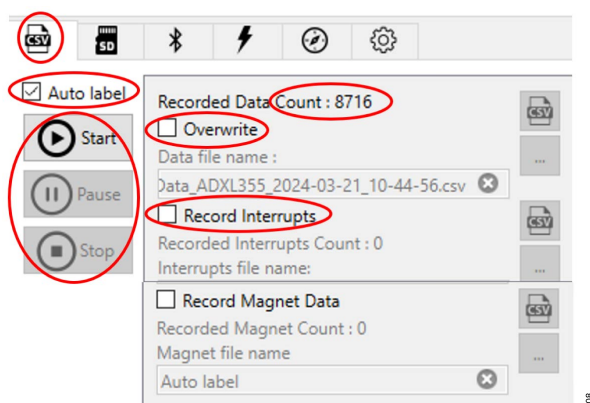 CSV
SD
Auto label
Start
Pause
Stop
Recorded Data Count : 8716
CSV
Overwrite
Data file name :
...
Data_ADXL355_2024-03-21_10-44-56.csv
Record Interrupts
CSV
Recorded Interrupts Count : 0
Interrupts file name:
...
Record Magnet Data
CSV
Recorded Magnet Count : 0
Magnet file name
...
Auto label